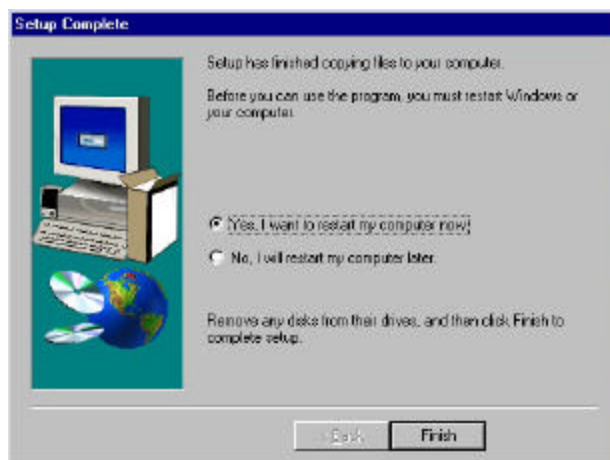 Setup Complete
Setup has finished copying files to your computer.
Before you can use the program, you must restart Windows or
your computer.
Yes, I want to restart my computer now.
No, I will restart my computer later.
Remove any disks from their drives, and then click Finish to
complete setup.
< Back
Finish